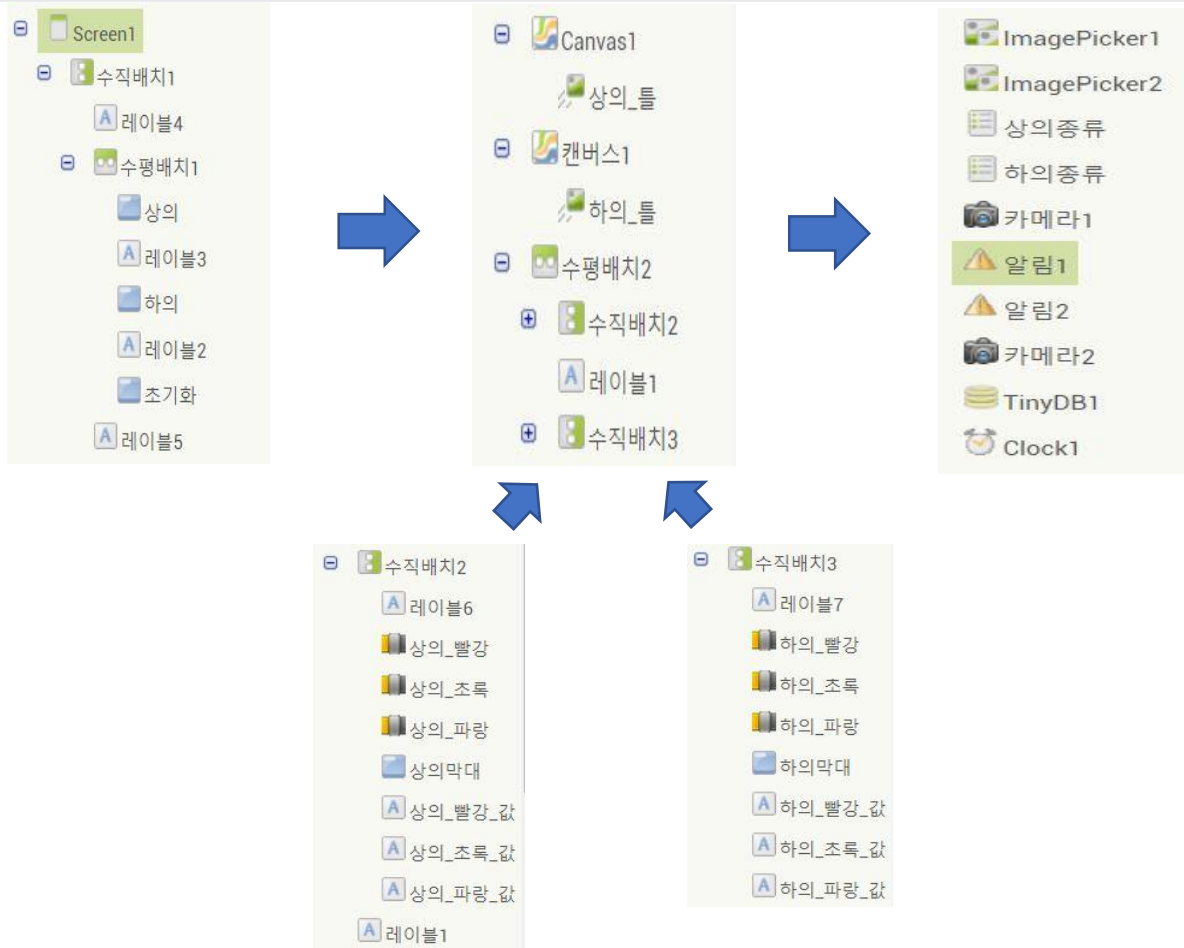 Screen1
수직배치1
레이블4
수평배치1
상의
레이블3
하의
레이블2
초기화
레이블5
Canvas1
상의_틀
캔버스1
하의_틀
수평배치2
수직배치2
레이블1
수직배치3
ImagePicker1
ImagePicker2
상의종류
하의종류
카메라1
알림1
알림2
카메라2
TinyDB1
Clock1
수직배치2
레이블6
상의_빨강
상의_초록
상의_파랑
상의막대
상의_빨강_값
상의_초록_값
상의_파랑_값
레이블1
수직배치3
레이블7
하의_빨강
하의_초록
하의_파랑
하의막대
하의_빨강_값
하의_초록_값
하의_파랑_값